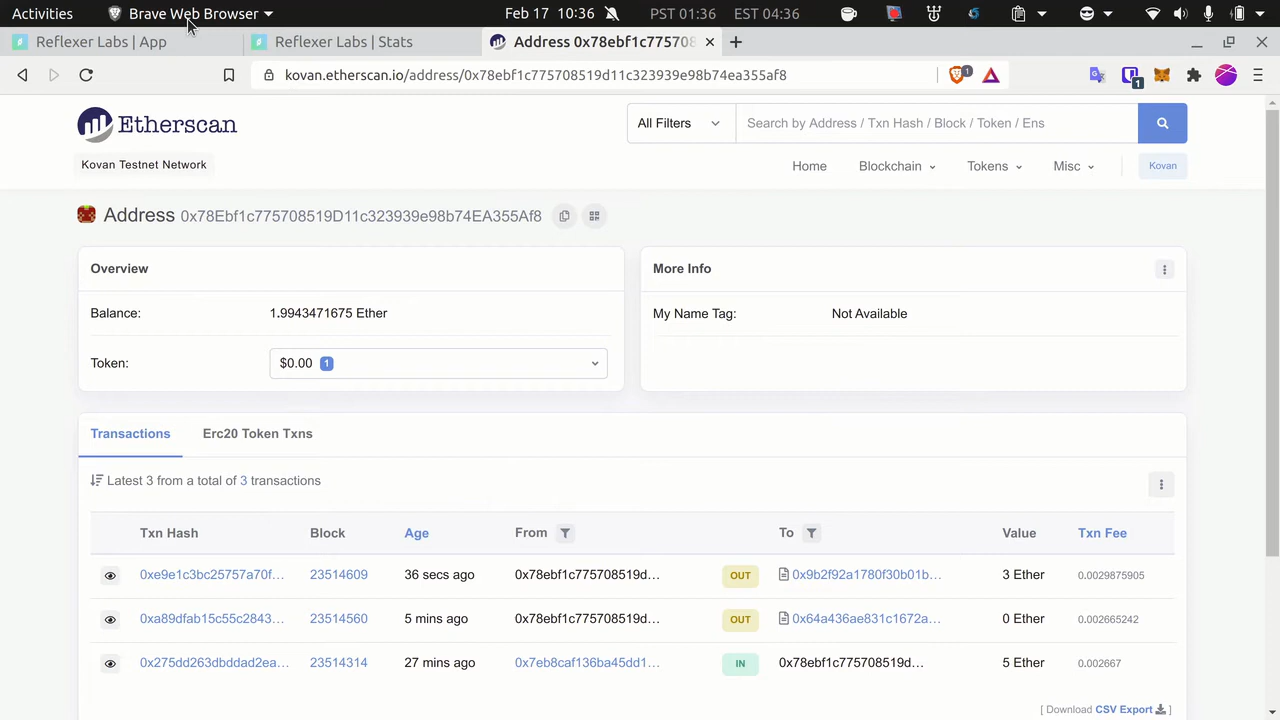 Activities Brave Web Browser Feb 17 10:36 PST 01:36 EST 04:36
Reflexer Labs | App Reflexer Labs | Stats Address 0x78ebf1c775708
kovan.etherscan.io/address/0x78ebf1c775708519d11c323939e98b74ea355af8 1 1
Etherscan All Filters Search by Address / Txn Hash / Block / Token / Ens
Kovan Testnet Network Home Blockchain Tokens Misc Kovan
Address 0x78Ebf1c775708519D11c323939e98b74EA355Af8
Overview
Balance: 1.9943471675 Ether
Token: $0.00 1
More Info
My Name Tag: Not Available
Transactions Erc20 Token Txns
Latest 3 from a total of 3 transactions
Txn Hash Block Age From To Value Txn Fee
0xe9e1c3bc25757a70f... 23514609 36 secs ago 0x78ebf1c775708519d... OUT 0x9b2f92a1780f30b01b... 3 Ether 0.0029875905
0xa89dfab15c55c2843... 23514560 5 mins ago 0x78ebf1c775708519d... OUT 0x64a436ae831c1672a... 0 Ether 0.002665242
0x275dd263dbddad2ea... 23514314 27 mins ago 0x7eb8caf136ba45dd1... IN 0x78ebf1c775708519d... 5 Ether 0.002667
[ Download CSV Export ]